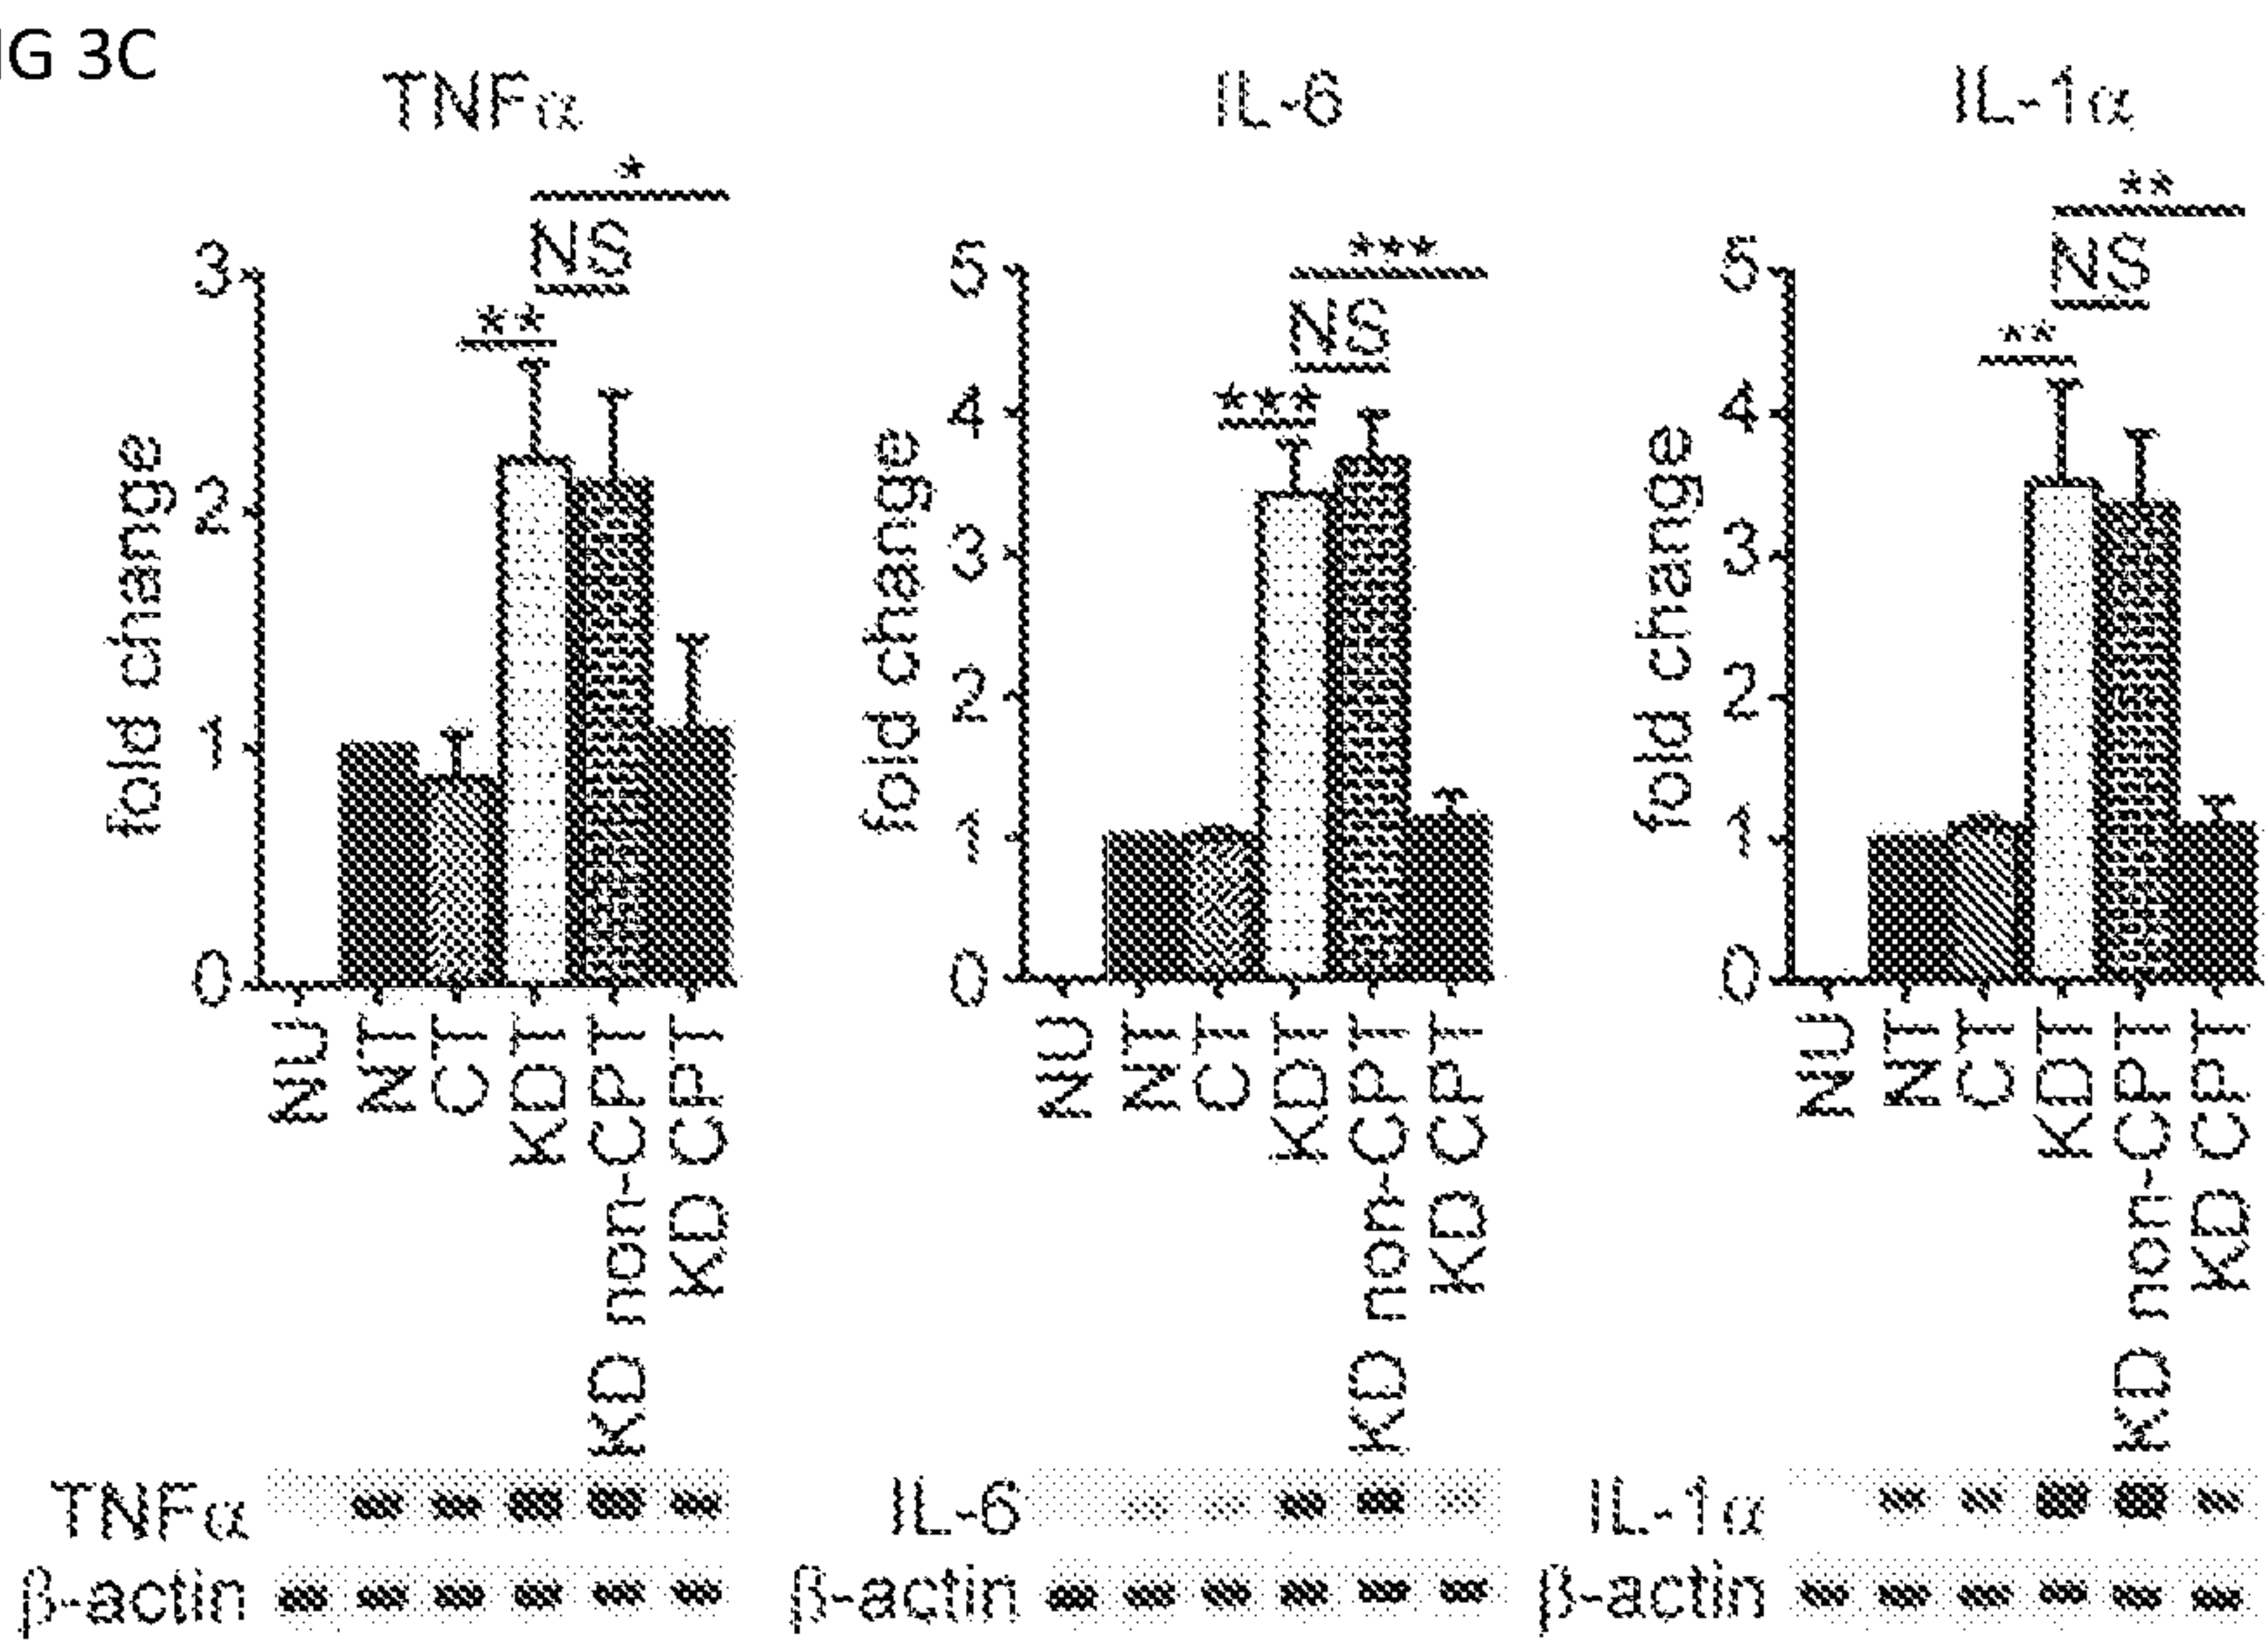 IG 3C
TNFα
*
NS
**
3
2
1
0
fold change
NU
NT
CT
KDT
KD non-CPT
KD CPT
TNFα
β-actin
IL-6
***
NS
***
5
4
3
2
1
0
fold change
NU
NT
CT
KDT
KD non-CPT
KD CPT
IL-6
β-actin
IL-1α
**
NS
**
5
4
3
2
1
0
fold change
NU
NT
CT
KDT
KD non-CPT
KD CPT
IL-1α
β-actin